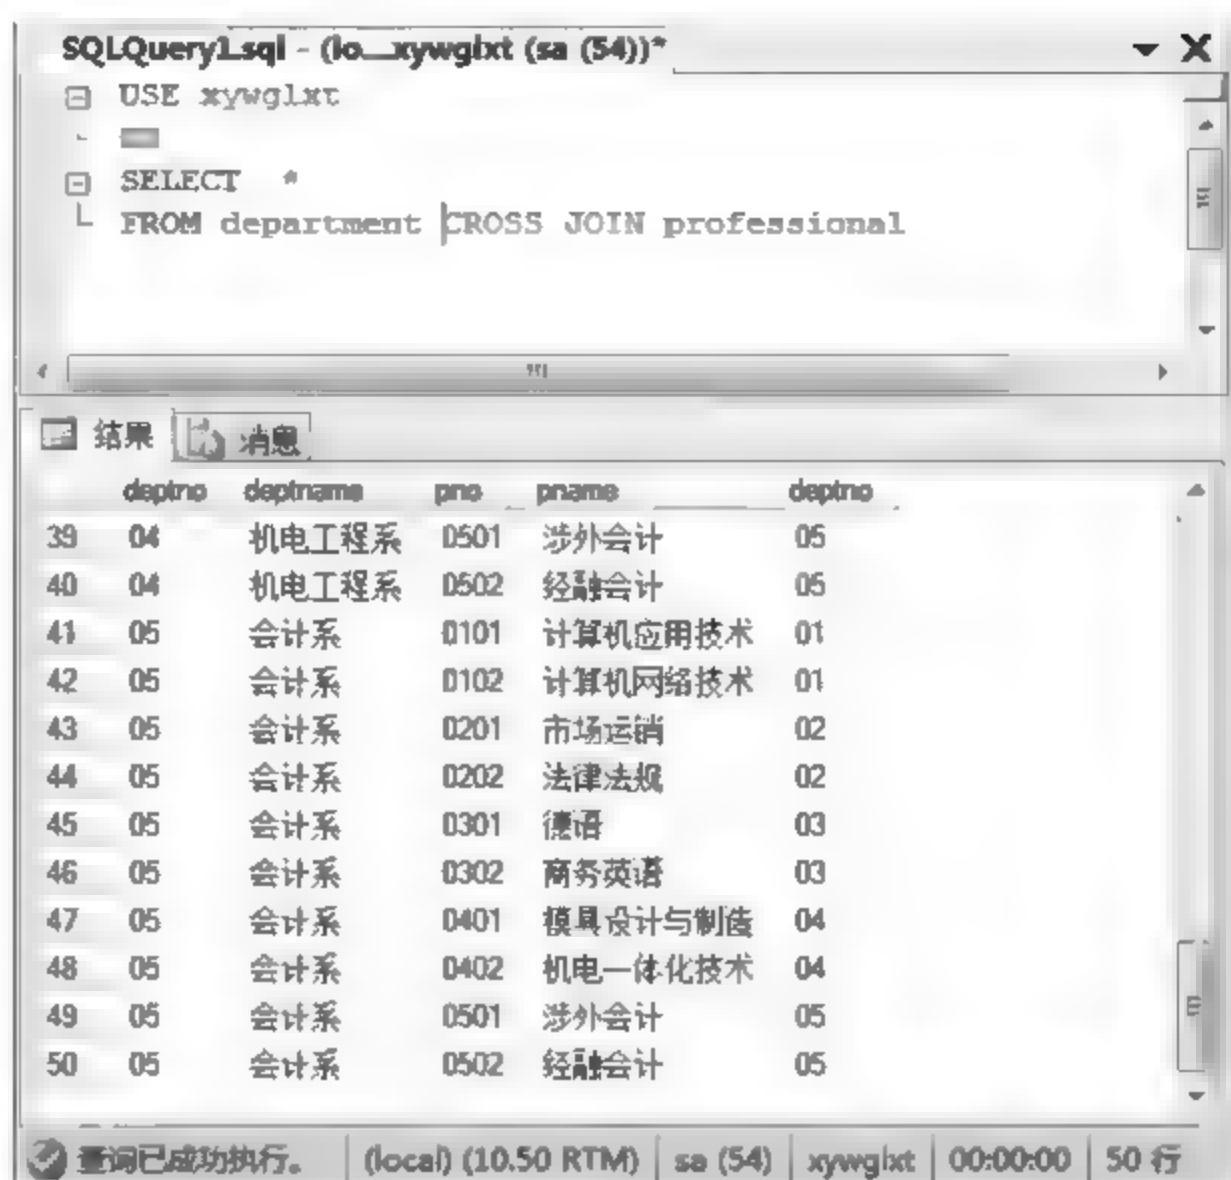 SQLQuery1.sql - (lo...xywglxt (sa (54))*
USE xywglxt
SELECT *
FROM department CROSS JOIN professional
结果 消息
deptno deptname pno pname deptno
39 04 机电工程系 0501 涉外会计 05
40 04 机电工程系 0502 经融会计 05
41 05 会计系 0101 计算机应用技术 01
42 05 会计系 0102 计算机网络技术 01
43 05 会计系 0201 市场运销 02
44 05 会计系 0202 法律法规 02
45 05 会计系 0301 德语 03
46 05 会计系 0302 商务英语 03
47 05 会计系 0401 模具设计与制造 04
48 05 会计系 0402 机电一体化技术 04
49 05 会计系 0501 涉外会计 05
50 05 会计系 0502 经融会计 05
查询已成功执行。 (local) (10.50 RTM) sa (54) xywglxt 00:00:00 50 行